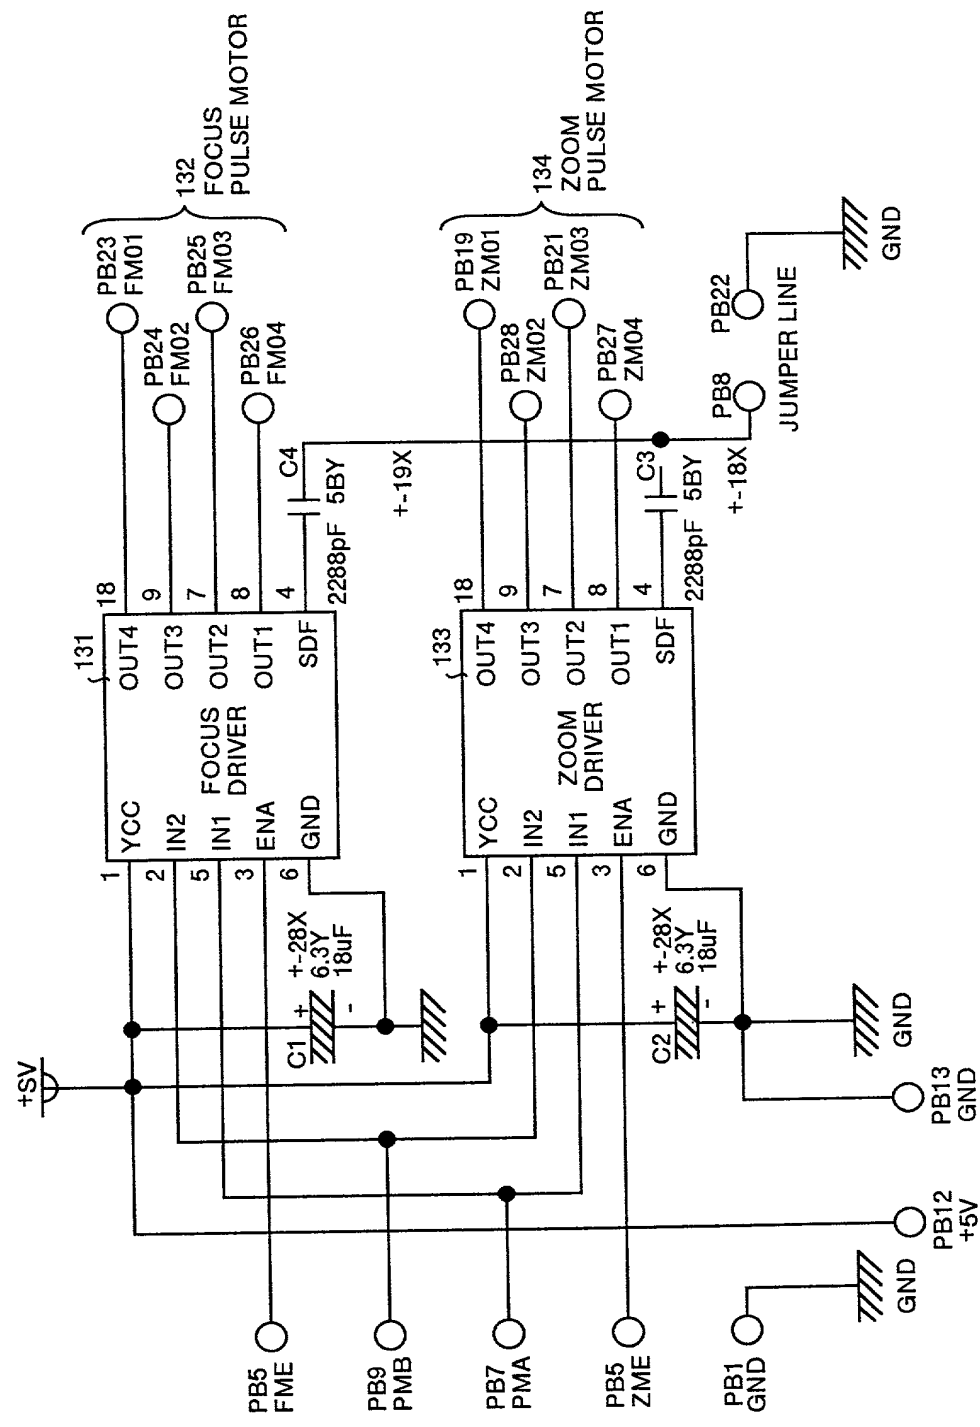 +SV
131
132
FOCUS
PULSE MOTOR
PB23
FM01
PB24
FM02
PB25
FM03
PB26
FM04
1
2
5
3
6
YCC
IN2
IN1
ENA
GND
FOCUS
DRIVER
OUT4
OUT3
OUT2
OUT1
SDF
18
9
7
8
4
C4
2288pF 5BY
+-19X
C1
+
-
+-28X
6.3Y
18uF
133
134
ZOOM
PULSE MOTOR
PB19
ZM01
PB28
ZM02
PB21
ZM03
PB27
ZM04
1
2
5
3
6
YCC
IN2
IN1
ENA
GND
ZOOM
DRIVER
OUT4
OUT3
OUT2
OUT1
SDF
18
9
7
8
4
C3
2288pF 5BY
+-18X
C2
+
-
+-28X
6.3Y
18uF
PB8
PB22
JUMPER LINE
GND
PB5
FME
PB9
PMB
PB7
PMA
PB5
ZME
PB1
GND
GND
PB12
+5V
PB13
GND
GND